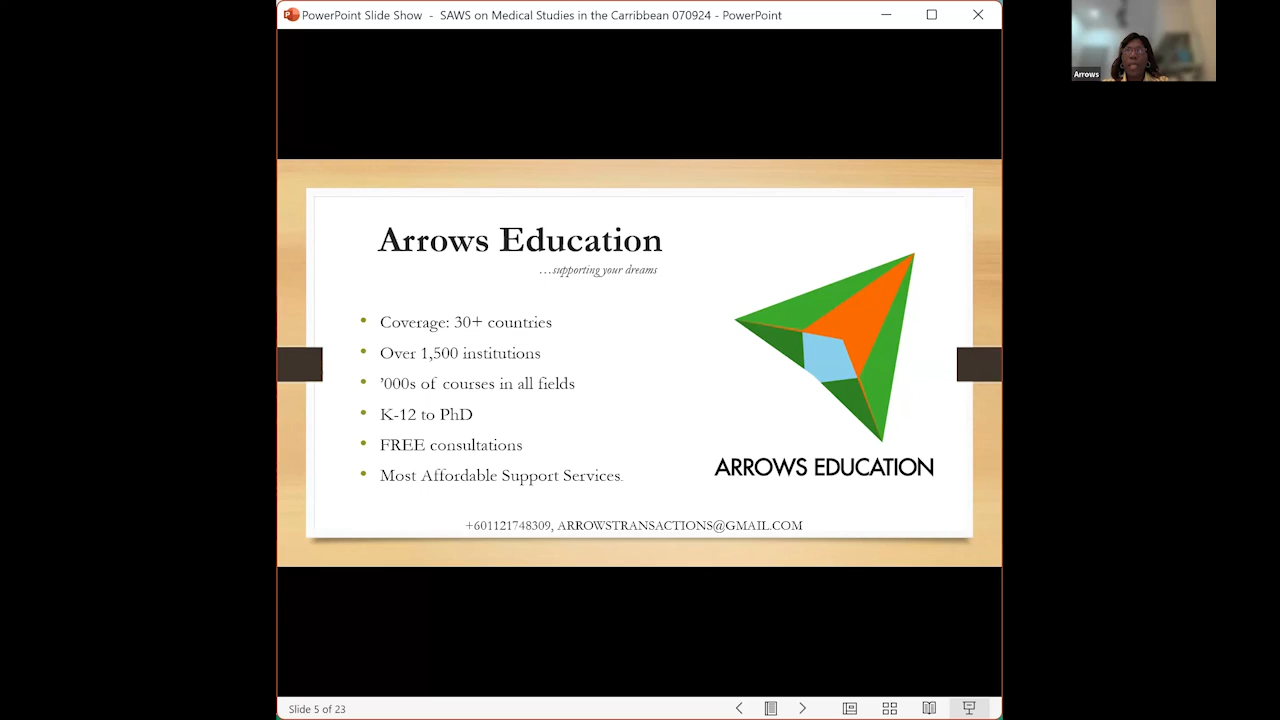 PowerPoint Slide Show - SAWS on Medical Studies in the Carribbean 070924 - PowerPoint
Arrows
Arrows Education
…supporting your dreams
• Coverage: 30+ countries
• Over 1,500 institutions
• ’000s of courses in all fields
• K-12 to PhD
• FREE consultations
• Most Affordable Support Services.
ARROWS EDUCATION
+601121748309, ARROWSTRANSACTIONS@GMAIL.COM
Slide 5 of 23